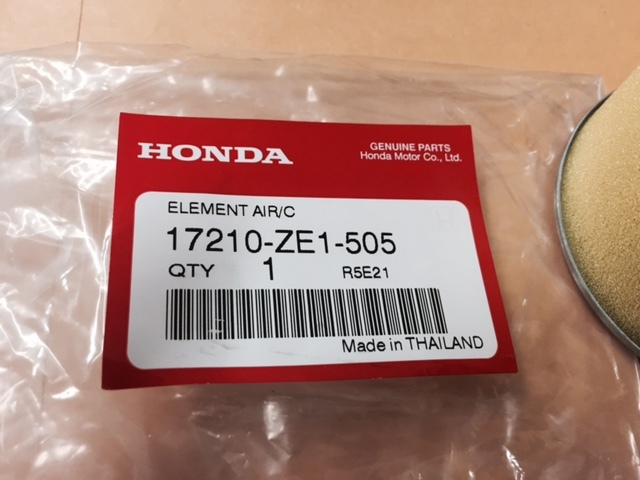 HONDA
GENUINE PARTS
Honda Motor Co., Ltd.
ELEMENT AIR/C
17210-ZE1-505
QTY 1 R5E21
Made in THAILAND